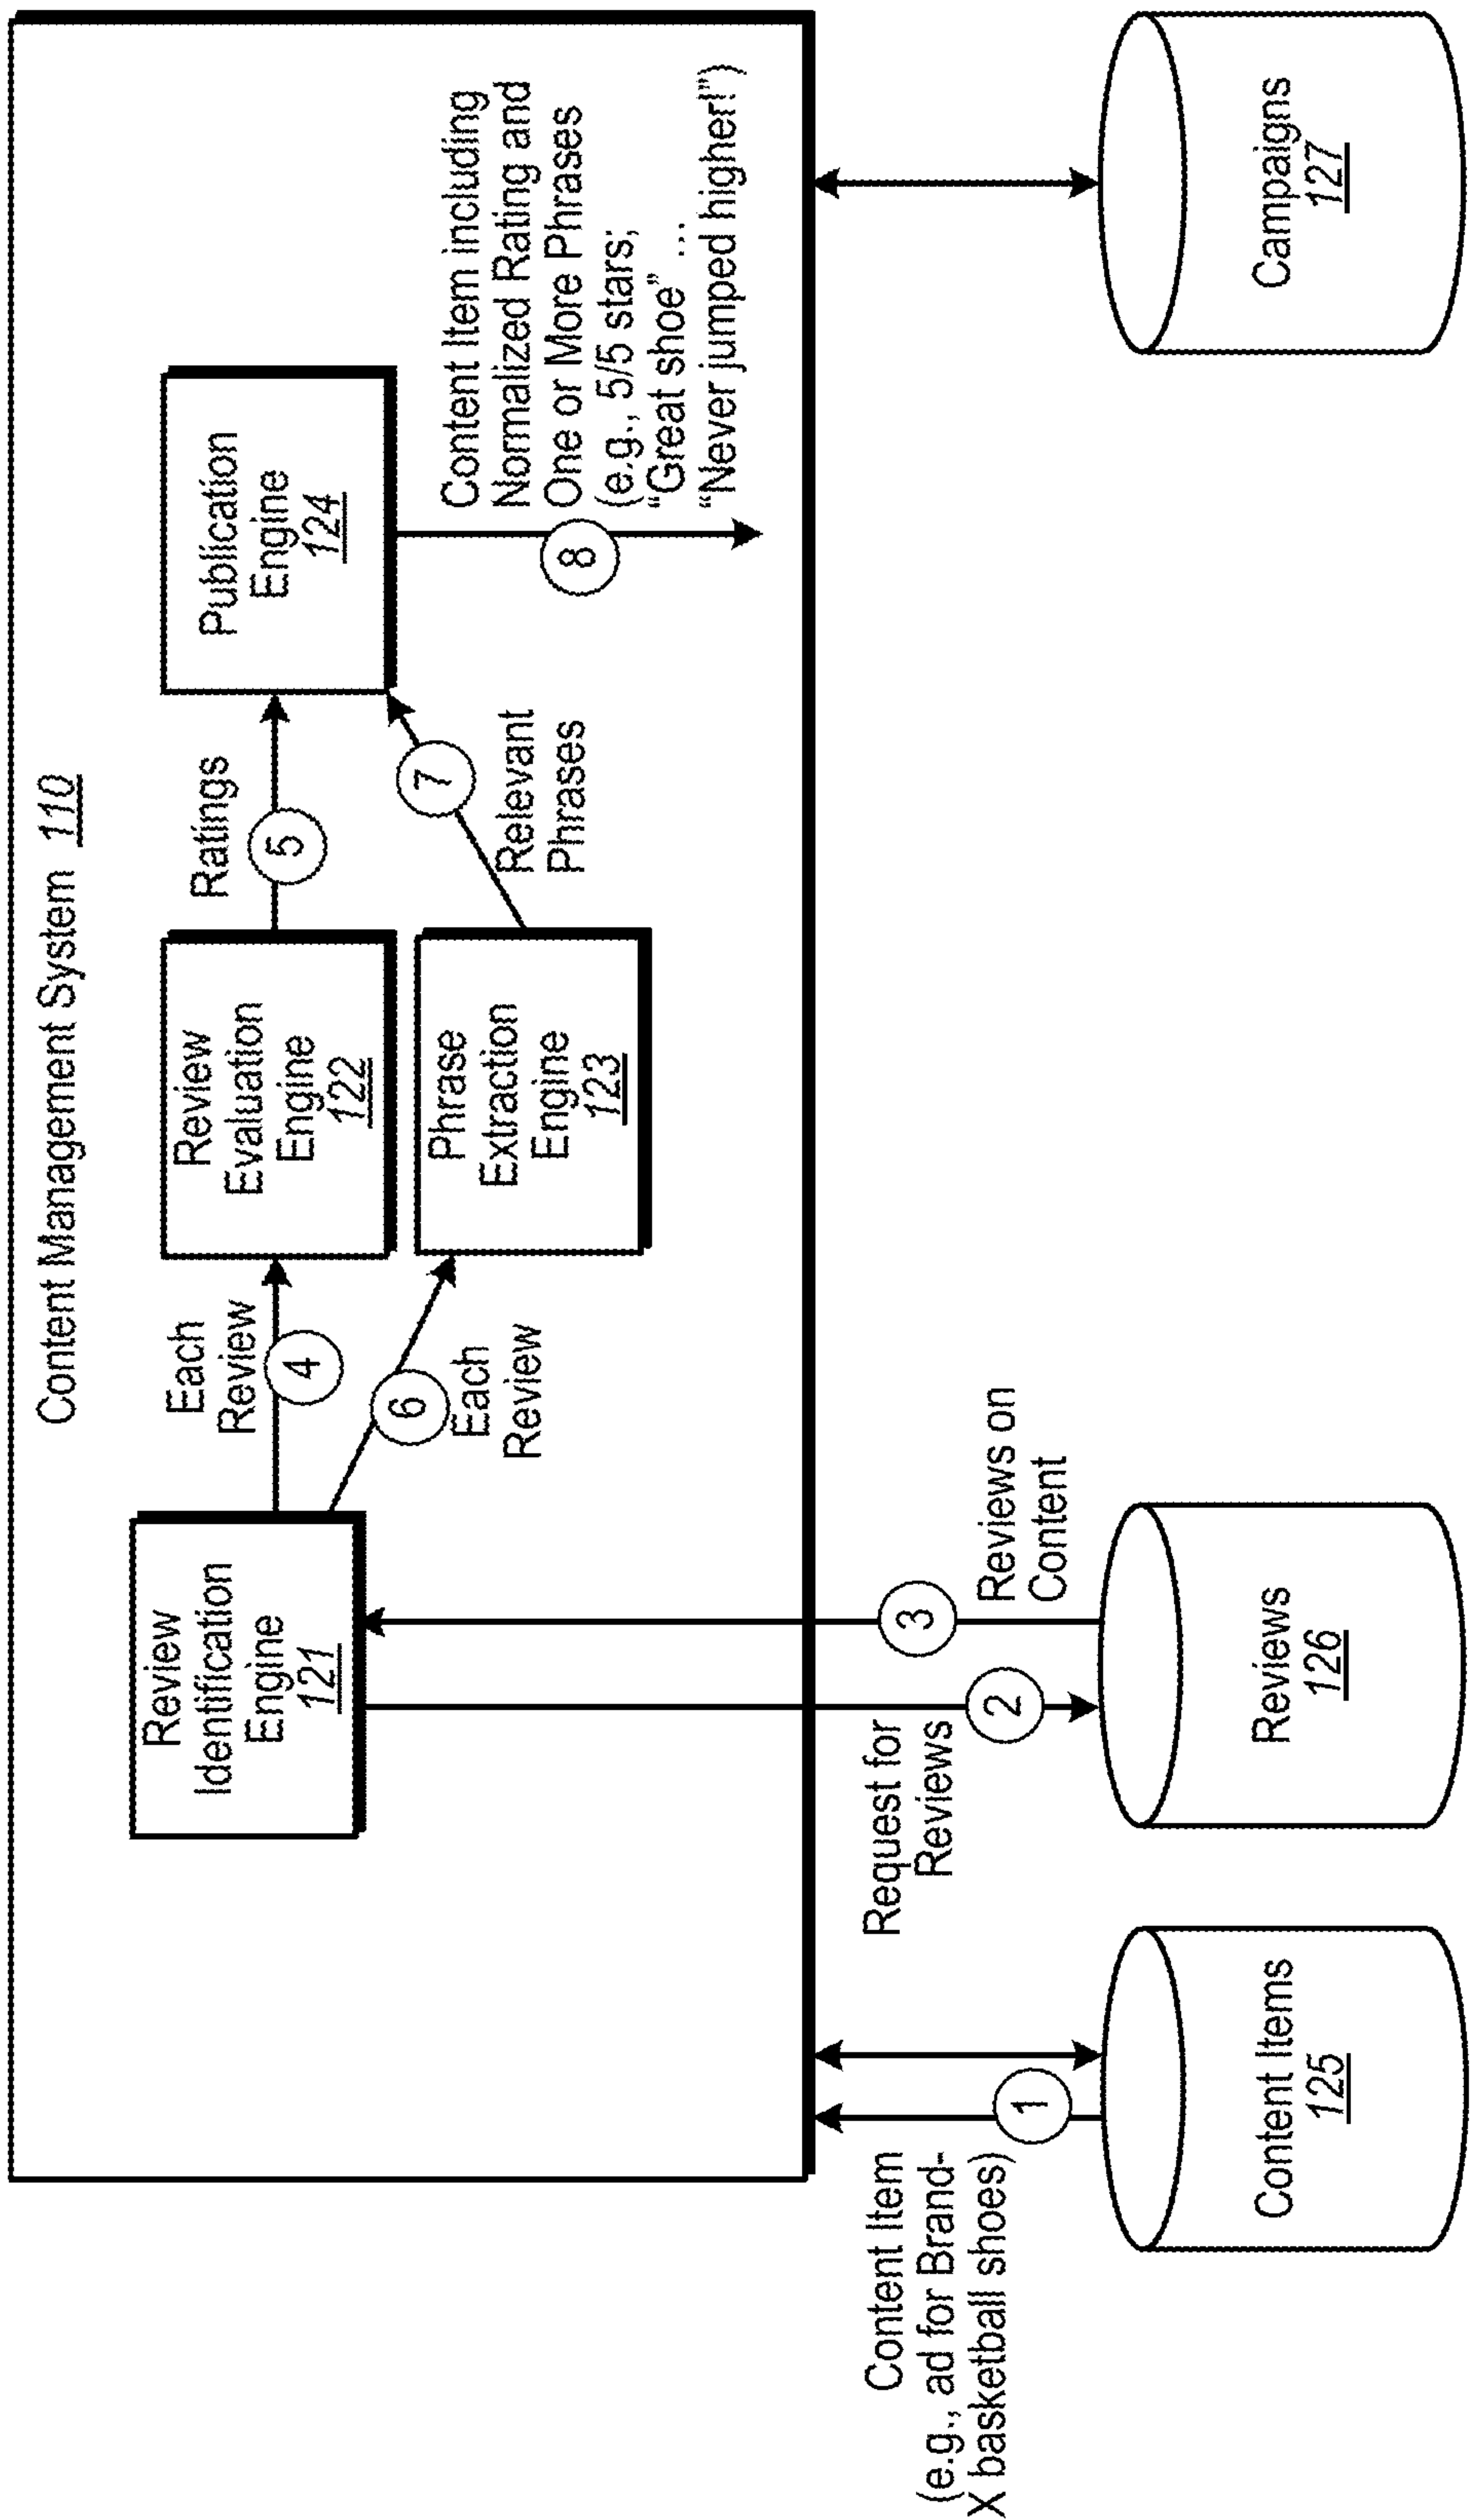 Content Management System 110
Review
Identification
Engine
121
Each
Review
4
6
Each
Review
Review
Evaluation
Engine
122
Phrase
Extraction
Engine
123
Ratings
5
7
Relevant
Phrases
Publication
Engine
124
8
Content Item including
Normalized Rating and
One or More Phrases
(e.g., 5/5 stars;
“Great shoe” ...
“Never jumped higher!”)
Content Item
(e.g., ad for Brand-
X basketball shoes)
1
Request for
Reviews
2
3
Reviews on
Content
Content Items
125
Reviews
126
Campaigns
127